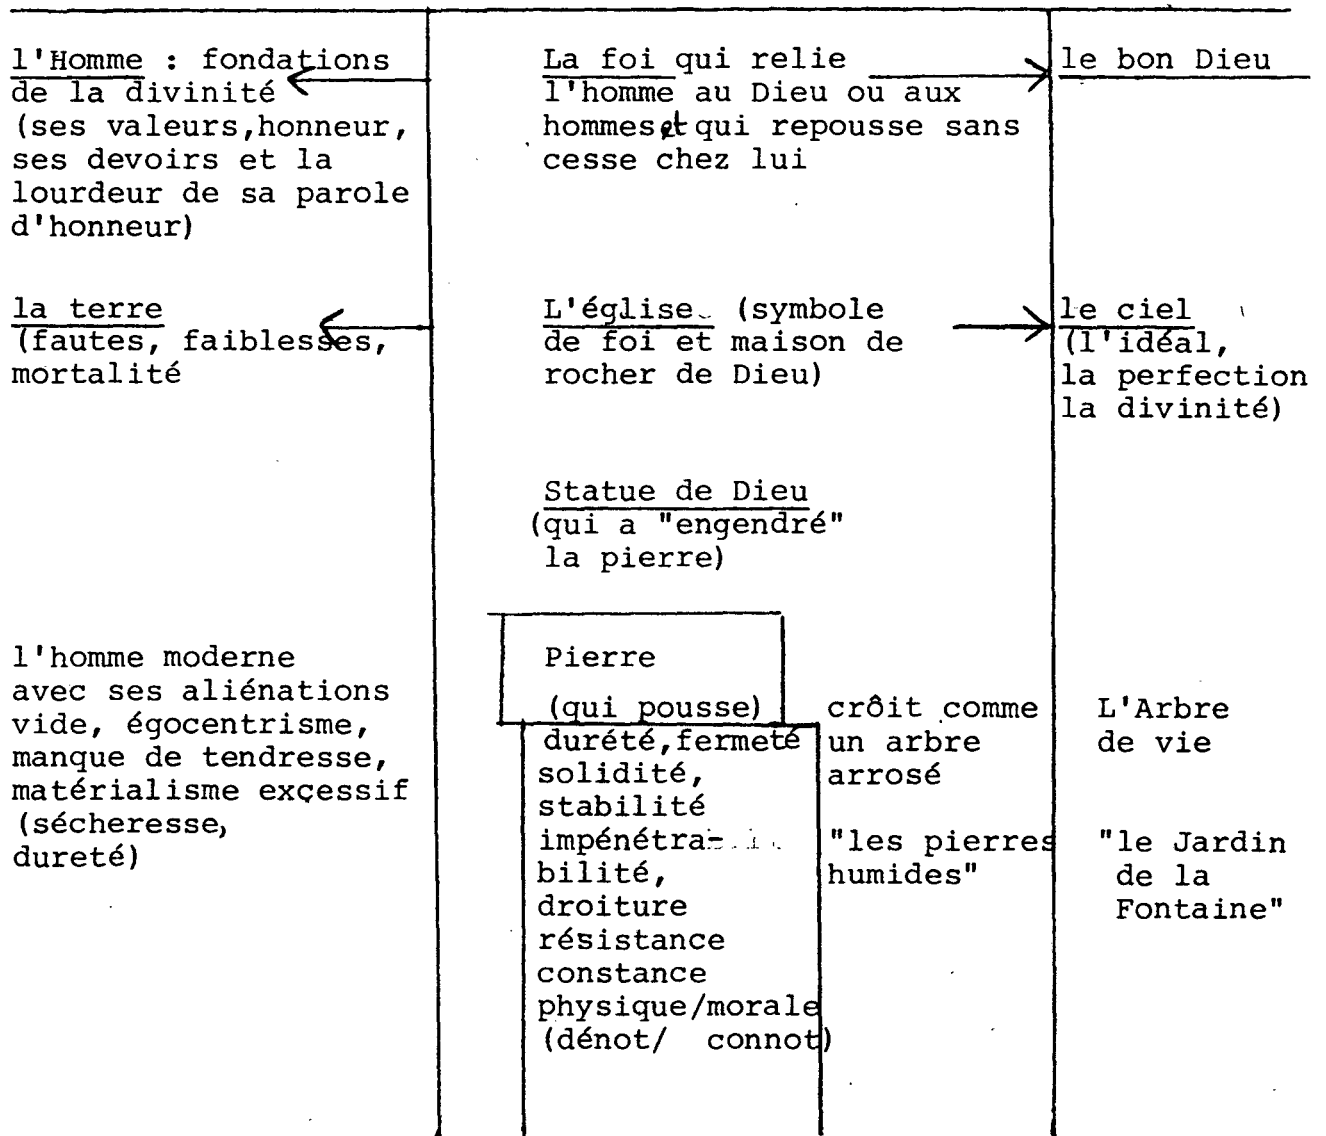 l'Homme : fondations
de la divinité
(ses valeurs,honneur,
ses devoirs et la
lourdeur de sa parole
d'honneur)
La foi qui relie
l'homme au Dieu ou aux
hommes et qui repousse sans
cesse chez lui
le bon Dieu
la terre
(fautes, faiblesses,
mortalité
L'église (symbole
de foi et maison de
rocher de Dieu)
le ciel
(l'idéal,
la perfection
la divinité)
Statue de Dieu
(qui a "engendré"
la pierre)
l'homme moderne
avec ses aliénations
vide, égocentrisme,
manque de tendresse,
matérialisme exçessif
(sécheresse,
dureté)
Pierre
(qui pousse)
durété,fermeté
solidité,
stabilité
impénétra-
bilité,
droiture
résistance
constance
physique/morale
(dénot/ connot)
crôit comme
un arbre
arrosé
"les pierres
humides"
L'Arbre
de vie
"le Jardin
de la
Fontaine"